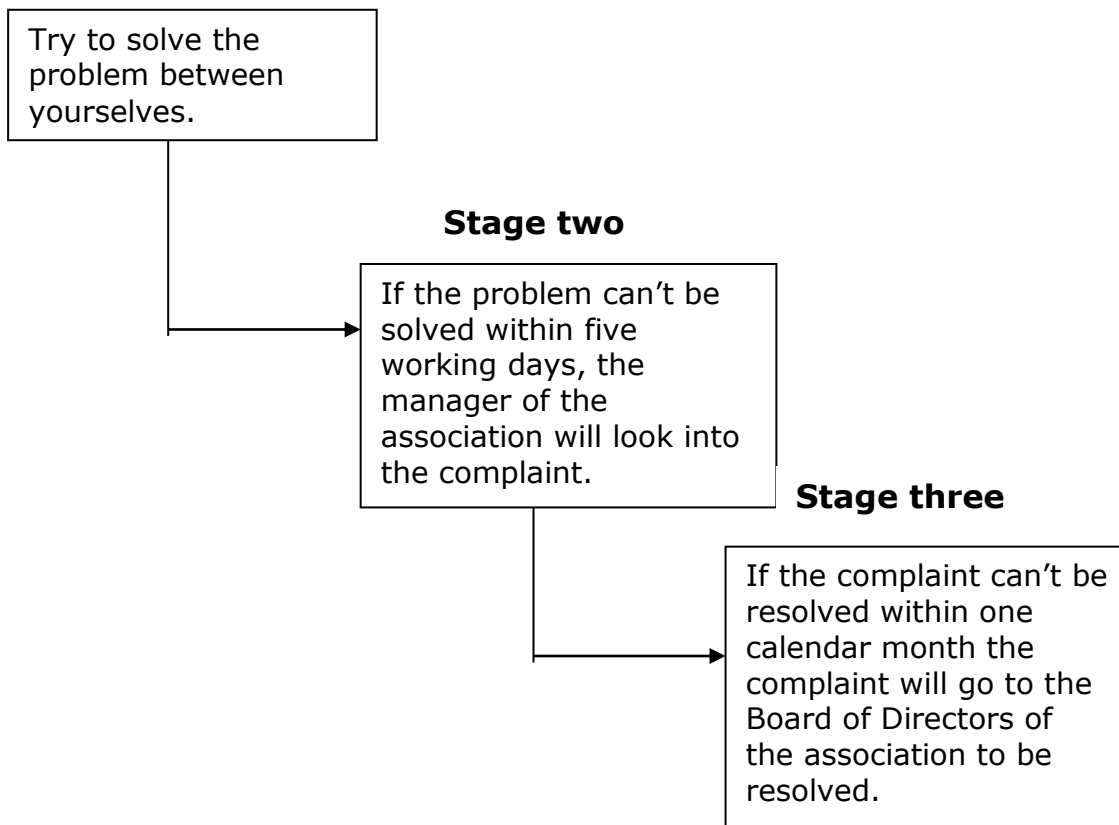 Try to solve the
problem between
yourselves.
Stage two
If the problem can’t be
solved within five
working days, the
manager of the
association will look into
the complaint.
Stage three
If the complaint can’t be
resolved within one
calendar month the
complaint will go to the
Board of Directors of
the association to be
resolved.